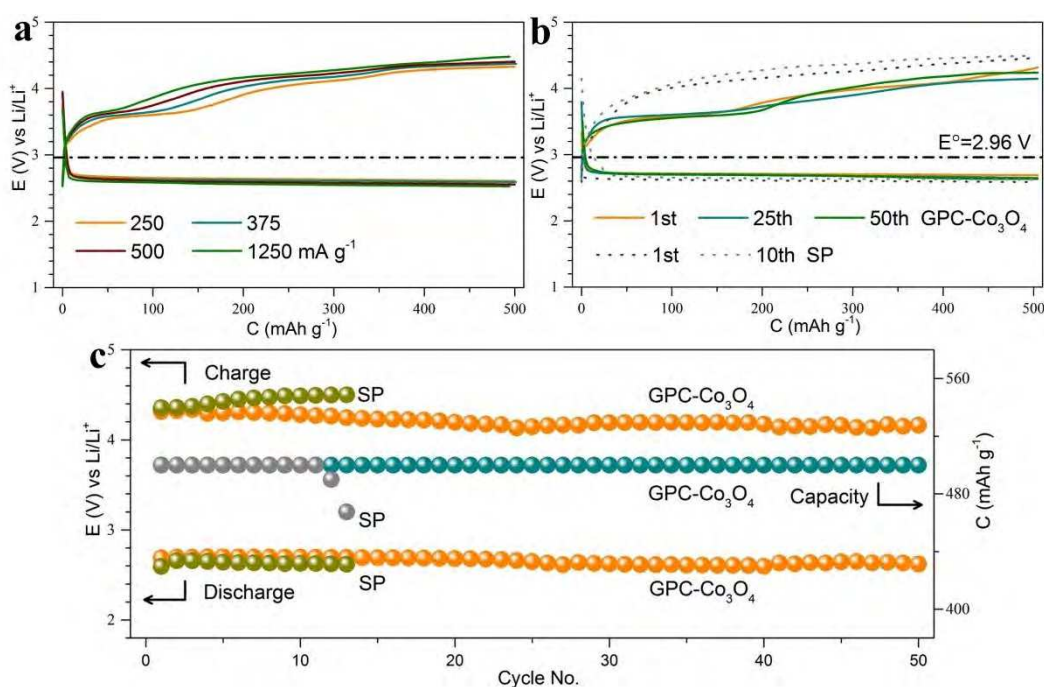 a
5
4
3
2
1
E (V) vs Li/Li⁺
250
375
500
1250 mA g⁻¹
0 100 200 300 400 500
C (mAh g⁻¹)
b
5
4
3
2
1
E (V) vs Li/Li⁺
E°=2.96 V
1st 25th 50th GPC-Co₃O₄
1st 10th SP
0 100 200 300 400 500
C (mAh g⁻¹)
c
5
4
3
2
E (V) vs Li/Li⁺
Charge
SP
GPC-Co₃O₄
GPC-Co₃O₄
Capacity
SP
SP
GPC-Co₃O₄
Discharge
560
480
400
C (mAh g⁻¹)
0 10 20 30 40 50
Cycle No.